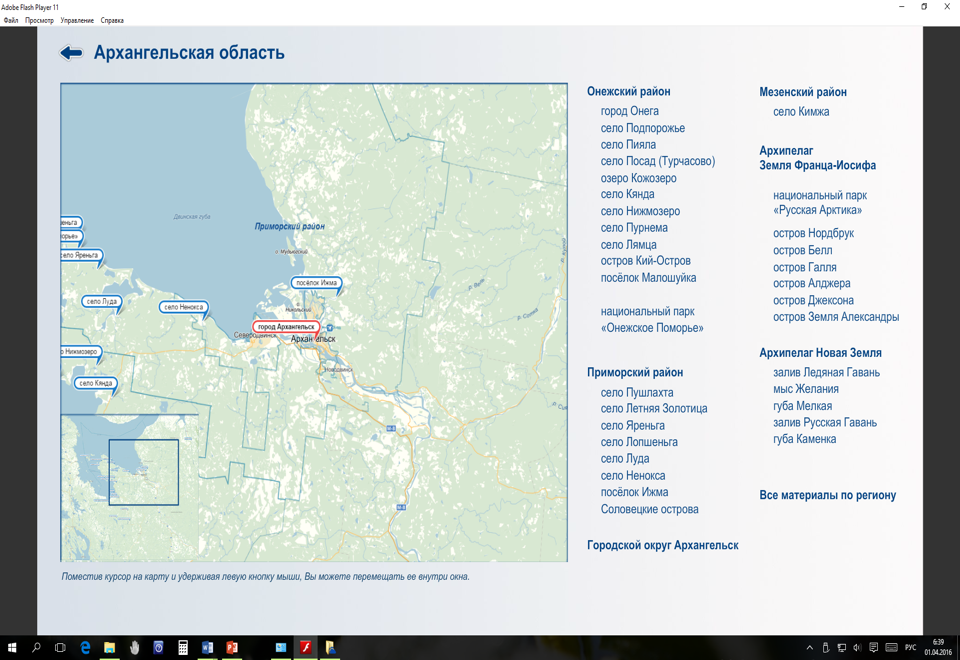 Adobe Flash Player 11
Файл Просмотр Управление Справка
Архангельская область
Двинская губа
Приморский район
о. Мудьюгский
еньга
орье»
село Яреньга
село Луда
село Ненокса
посёлок Ижма
о. Никольский
город Архангельск
Северодвинск
Архангельск
Новодвинск
о Нижмозеро
село Кянда
М-8
М-8
Поместив курсор на карту и удерживая левую кнопку мыши, Вы можете перемещать ее внутри окна.
Онежский район
город Онега
село Подпорожье
село Пияла
село Посад (Турчасово)
озеро Кожозеро
село Кянда
село Нижмозеро
село Пурнема
село Лямца
остров Кий-Остров
посёлок Малошуйка
национальный парк
«Онежское Поморье»
Приморский район
село Пушлахта
село Летняя Золотица
село Яреньга
село Лопшеньга
село Луда
село Ненокса
посёлок Ижма
Соловецкие острова
Городской округ Архангельск
Мезенский район
село Кимжа
Архипелаг
Земля Франца-Иосифа
национальный парк
«Русская Арктика»
остров Нордбрук
остров Белл
остров Галля
остров Алджера
остров Джексона
остров Земля Александры
Архипелаг Новая Земля
залив Ледяная Гавань
мыс Желания
губа Мелкая
залив Русская Гавань
губа Каменка
Все материалы по региону
РУС
6:39
01.04.2016